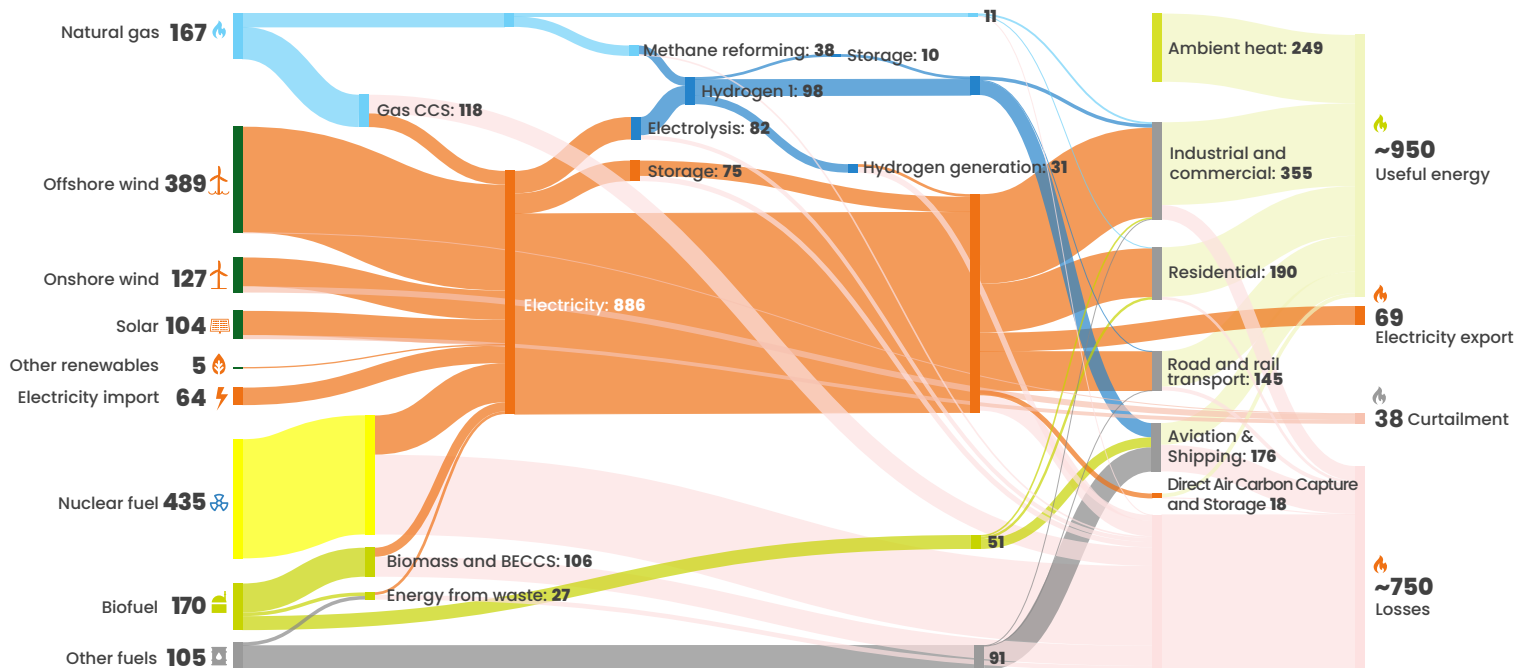 Natural gas 167
Offshore wind 389
Onshore wind 127
Solar 104
Other renewables 5
Electricity import 64
Nuclear fuel 435
Biofuel 170
Other fuels 105
Gas CCS: 118
Electricity: 886
Biomass and BECCS: 106
Energy from waste: 27
Methane reforming: 38
Storage: 10
Hydrogen 1: 98
Electrolysis: 82
Storage: 75
Hydrogen generation: 31
11
51
91
Ambient heat: 249
Industrial and
commercial: 355
Residential: 190
Road and rail
transport: 145
Aviation &
Shipping: 176
Direct Air Carbon Capture
and Storage 18
~950
Useful energy
69
Electricity export
38 Curtailment
~750
Losses